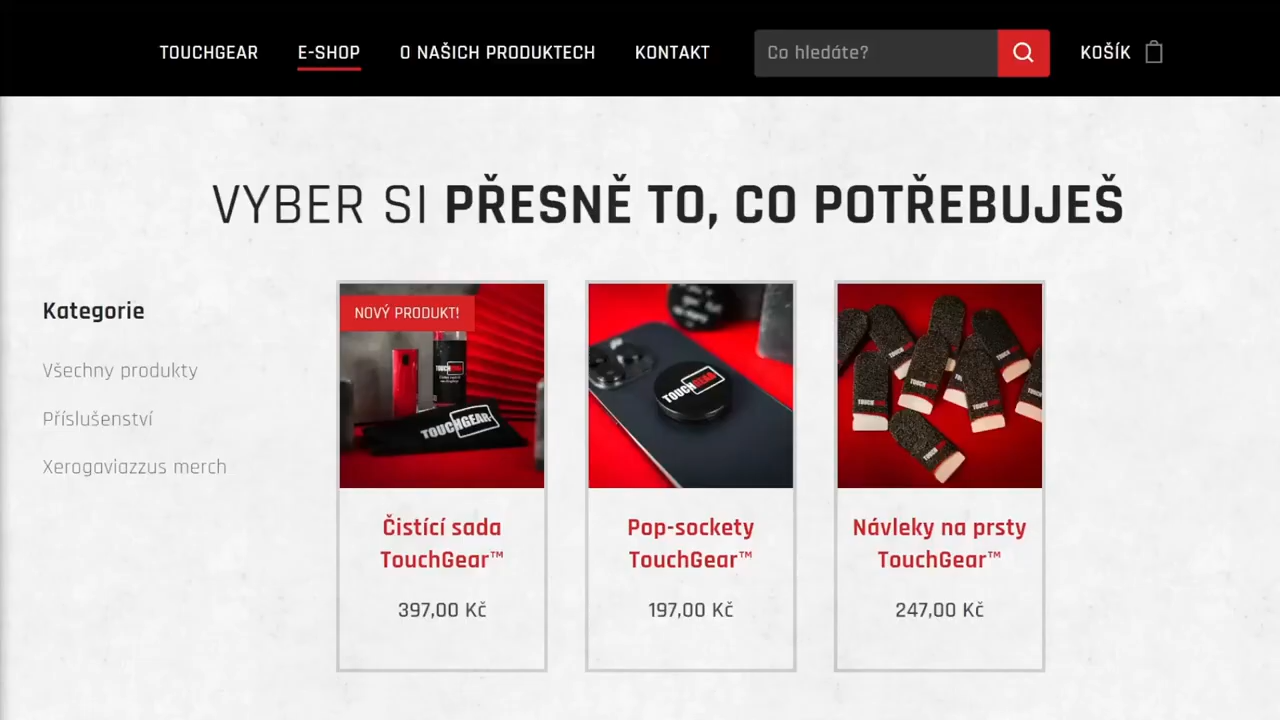 TOUCHGEAR E-SHOP O NAŠICH PRODUKTECH KONTAKT Co hledáte? KOŠÍK
VYBER SI PŘESNĚ TO, CO POTŘEBUJEŠ
Kategorie
Všechny produkty
Příslušenství
Xerogaviazzus merch
NOVÝ PRODUKT!
TOUCHGEAR
Čistící sada
TouchGear™
397,00 Kč
TOUCHGEAR
Pop-sockety
TouchGear™
197,00 Kč
Návleky na prsty
TouchGear™
247,00 Kč